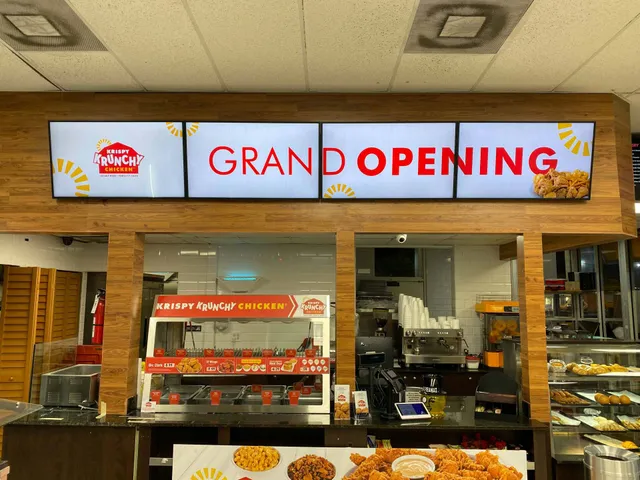 KRISPY
KRUNCHY
CHICKEN
GRAND OPENING
KRISPY KRUNCHY CHICKEN